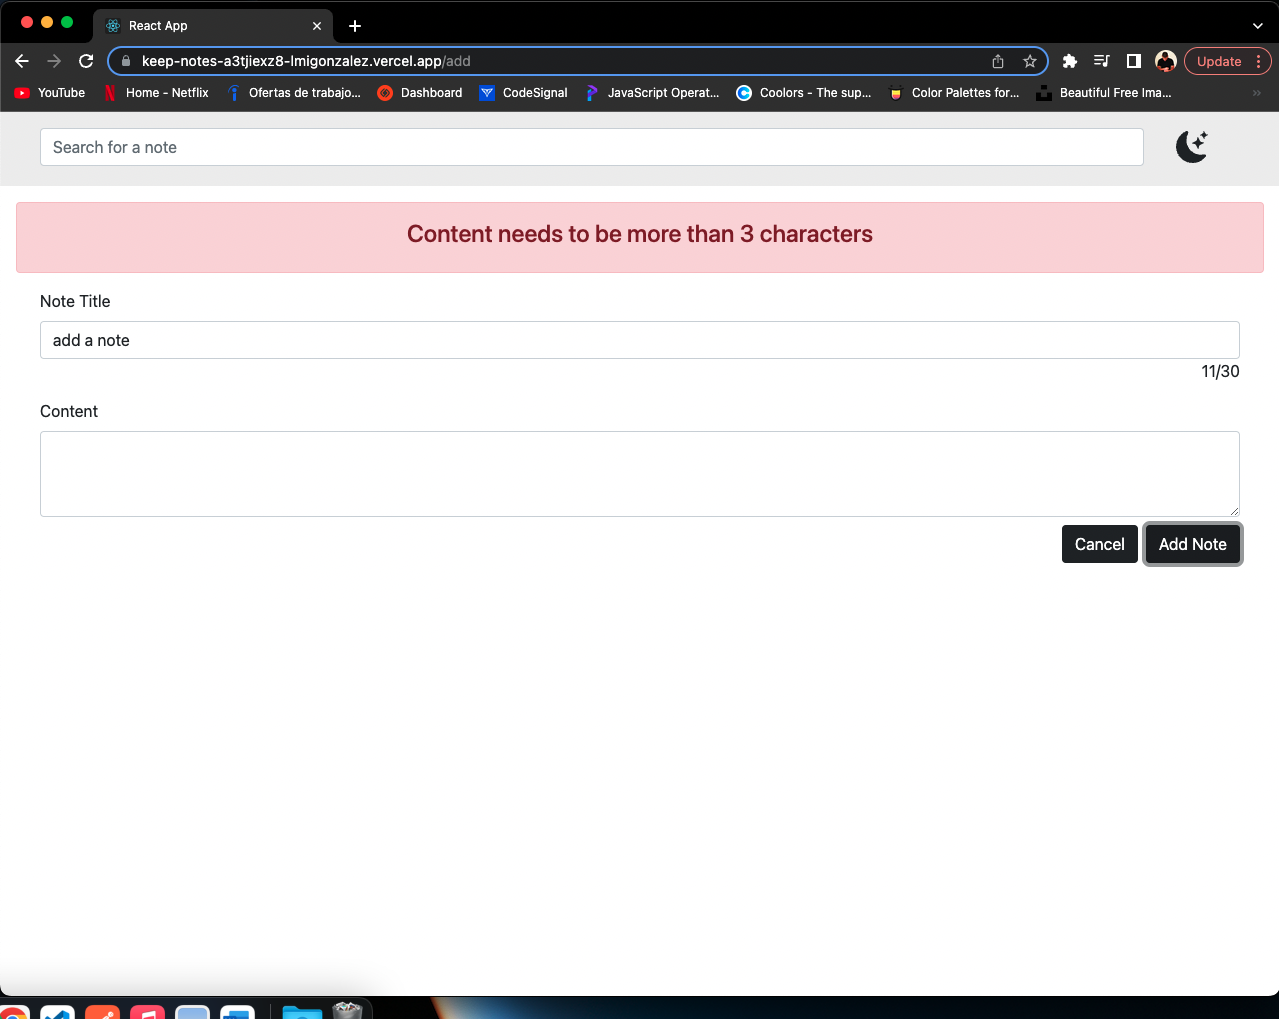 React App
keep-notes-a3tjiexz8-lmigonzalez.vercel.app/add
Update
YouTube
Home - Netflix
Ofertas de trabajo...
Dashboard
CodeSignal
JavaScript Operat...
Coolors - The sup...
Color Palettes for...
Beautiful Free Ima...
Search for a note
Content needs to be more than 3 characters
Note Title
add a note
11/30
Content
Cancel
Add Note